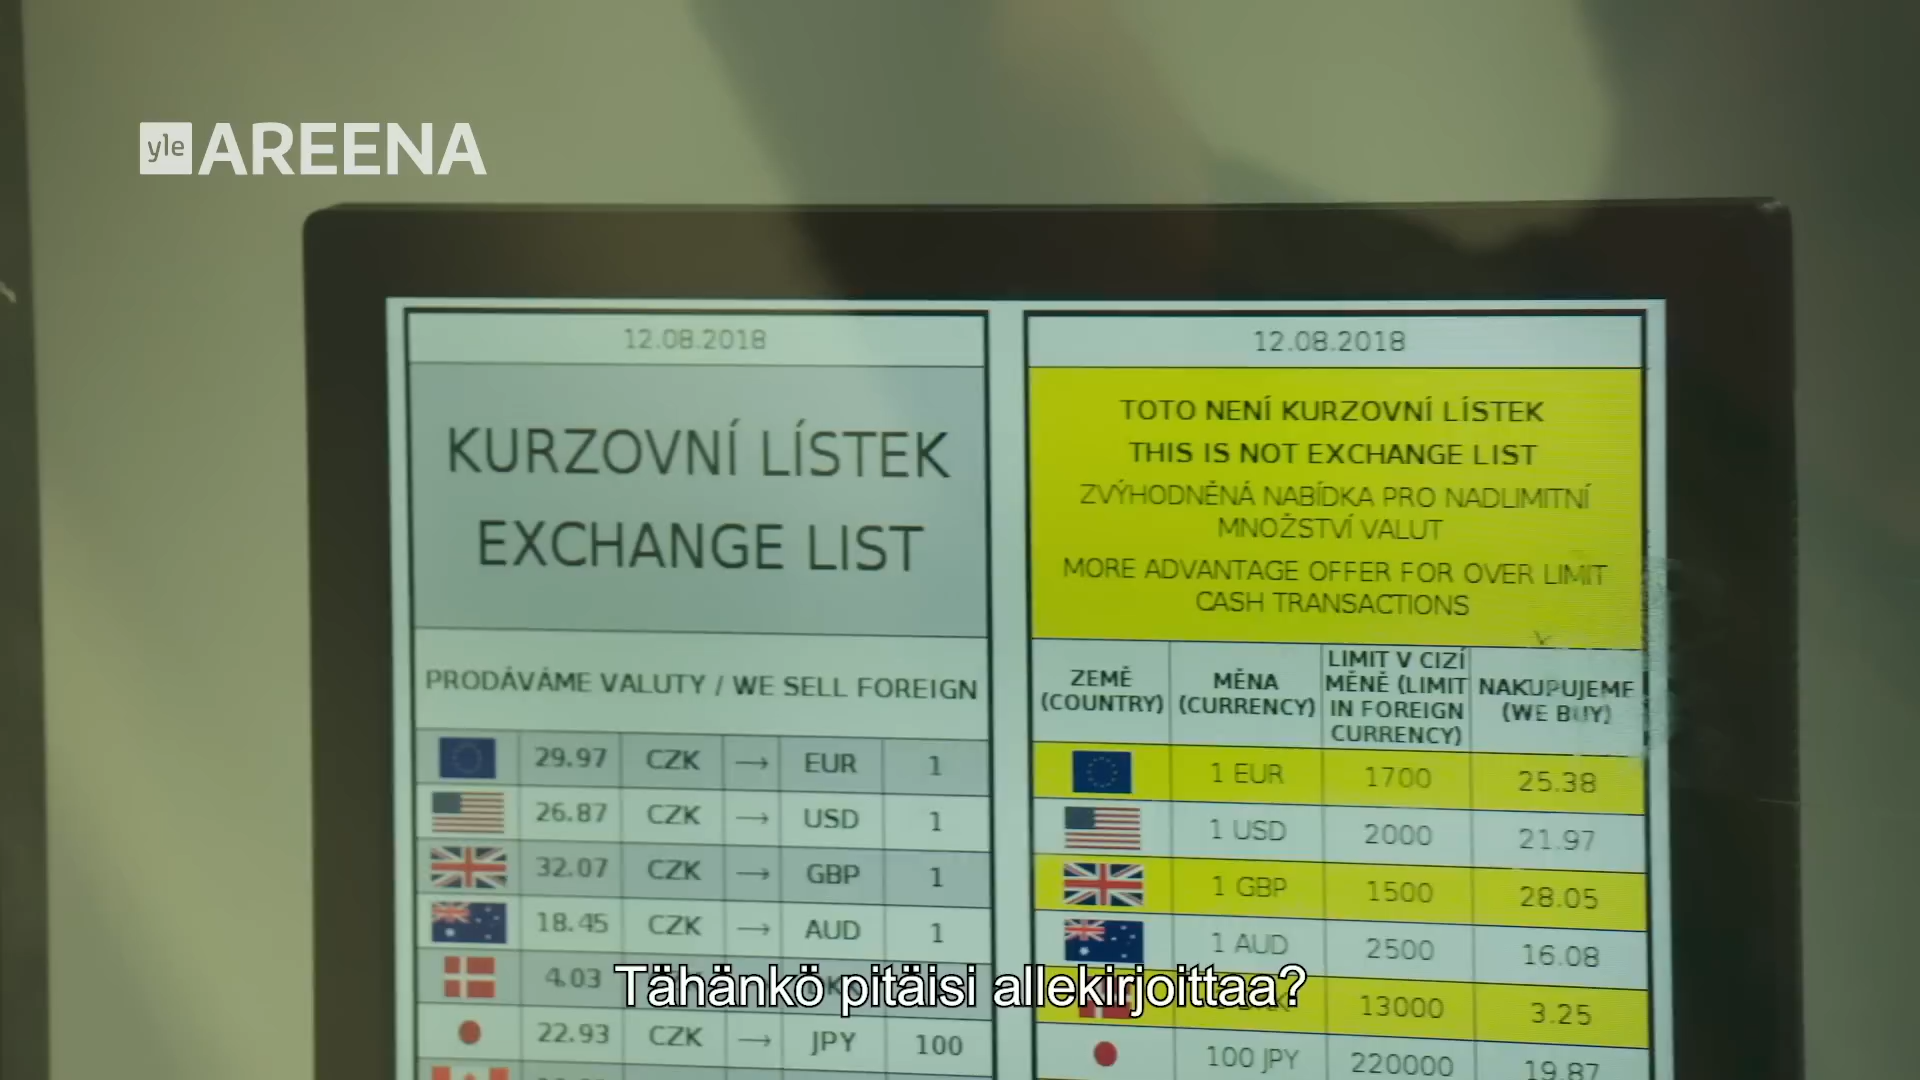 yle AREENA
12.08.2018
KURZOVNÍ LÍSTEK
EXCHANGE LIST
PRODÁVÁME VALUTY / WE SELL FOREIGN
29.97 CZK → EUR 1
26.87 CZK → USD 1
32.07 CZK → GBP 1
18.45 CZK → AUD 1
4.03
22.93 CZK → JPY 100
12.08.2018
TOTO NENÍ KURZOVNÍ LÍSTEK
THIS IS NOT EXCHANGE LIST
ZVÝHODNĚNÁ NABÍDKA PRO NADLIMITNÍ
MNOŽSTVÍ VALUT
MORE ADVANTAGE OFFER FOR OVER LIMIT
CASH TRANSACTIONS
ZEMĚ
(COUNTRY)
MĚNA
(CURRENCY)
LIMIT V CIZÍ
MĚNĚ (LIMIT
IN FOREIGN
CURRENCY)
NAKUPUJEME
(WE BUY)
1 EUR 1700 25.38
1 USD 2000 21.97
1 GBP 1500 28.05
1 AUD 2500 16.08
13000 3.25
100 JPY 220000 19.87
Tähänkö pitäisi allekirjoittaa?